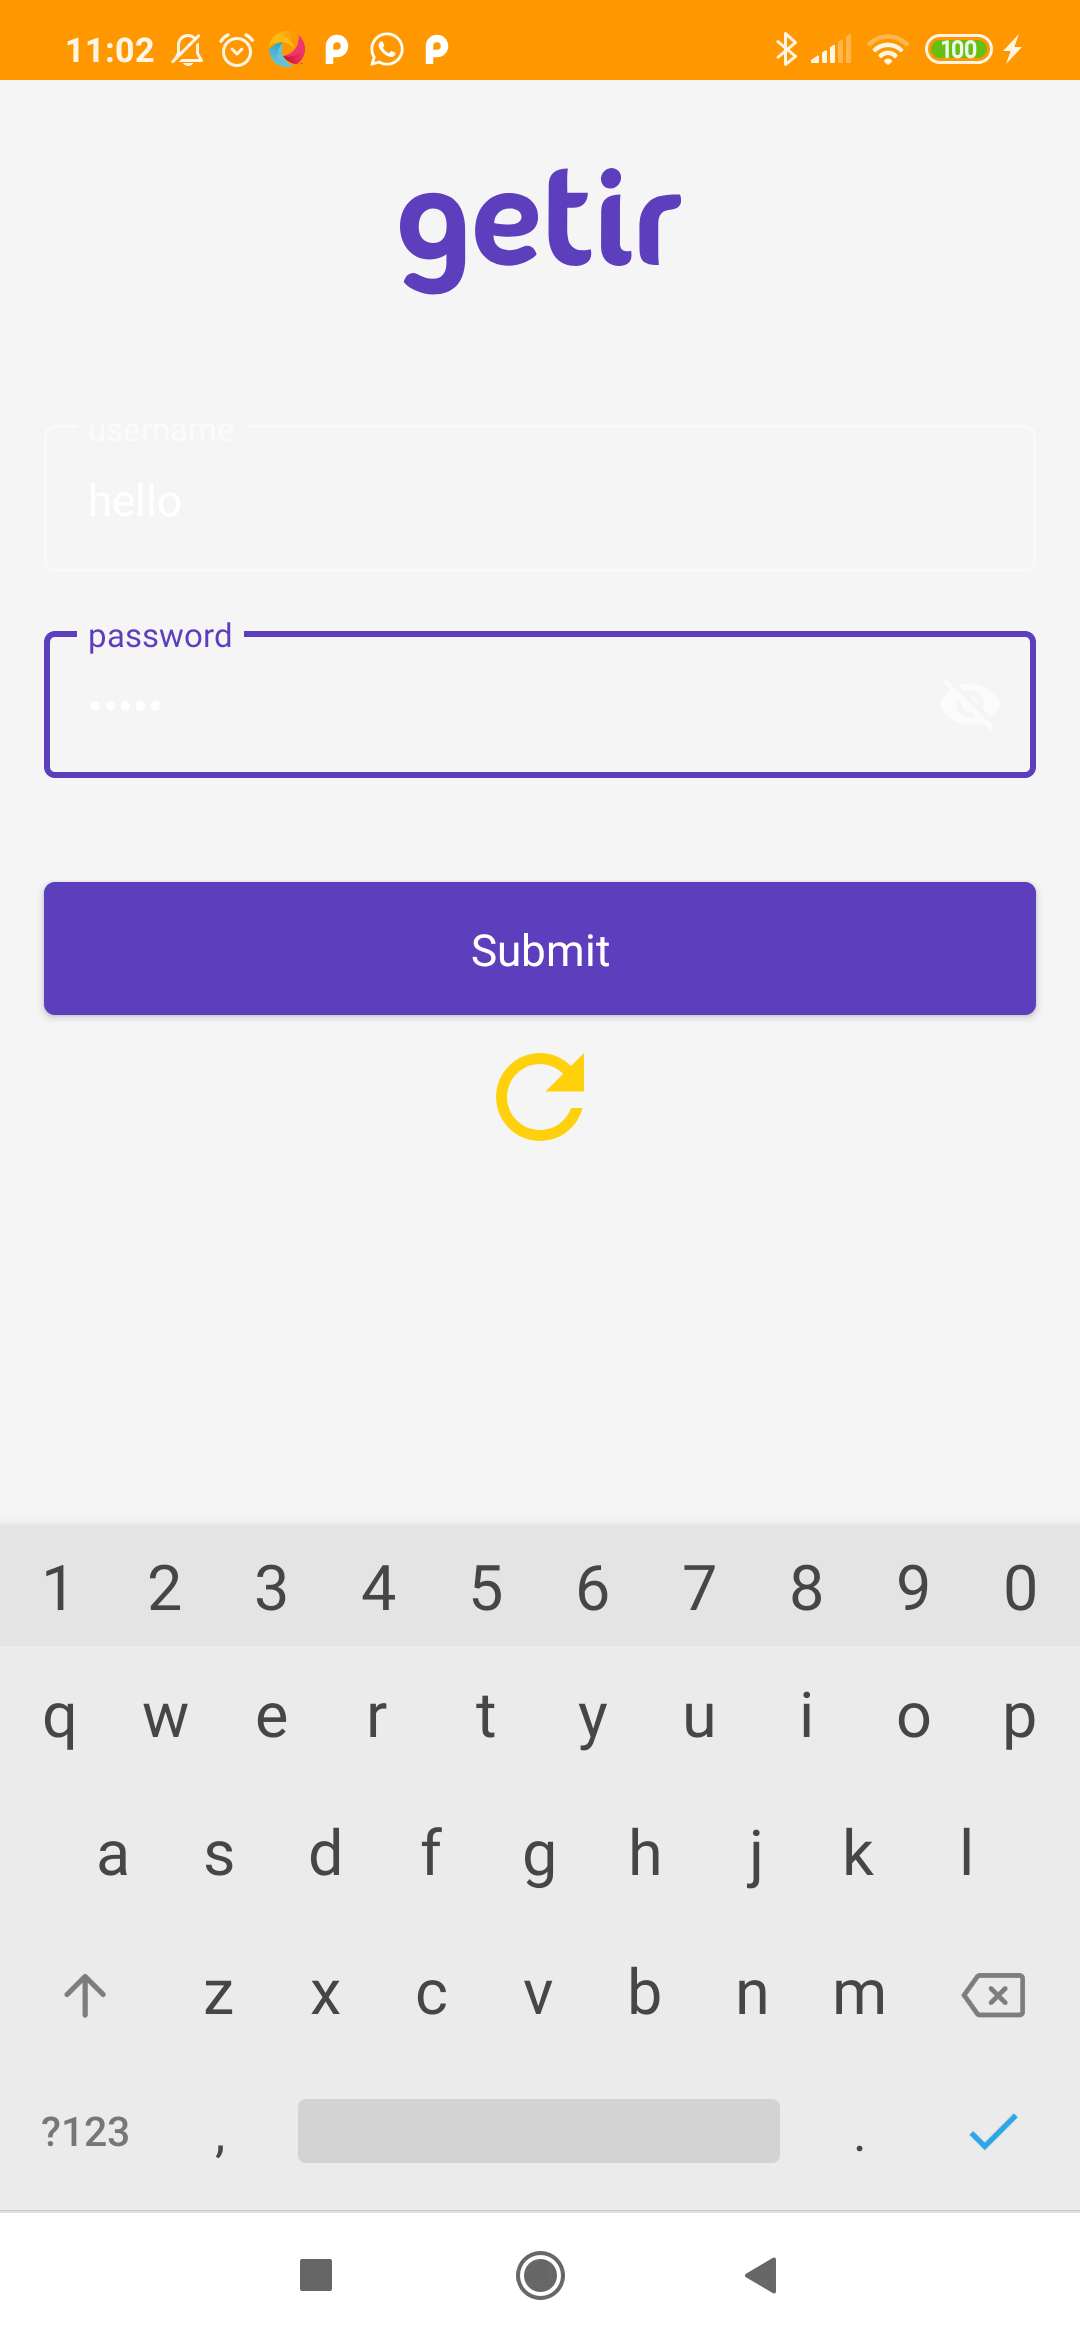 11:02 100
getir
username
hello
password
•••••
Submit
1 2 3 4 5 6 7 8 9 0
q w e r t y u i o p
a s d f g h j k l
z x c v b n m
?123 , .